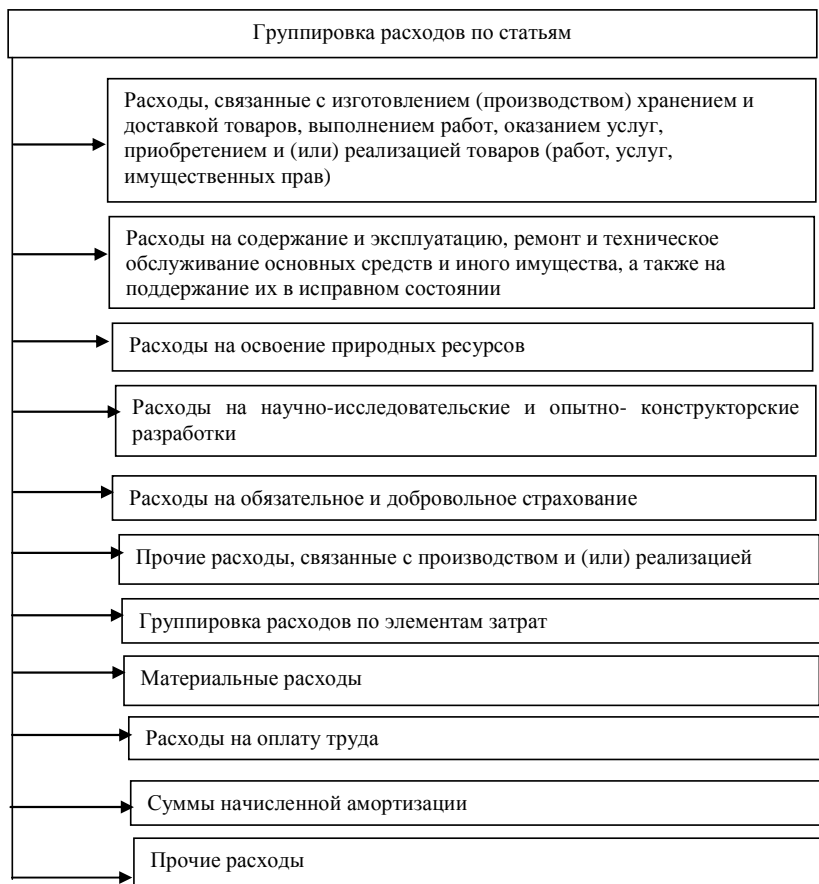 Группировка расходов по статьям
Расходы, связанные с изготовлением (производством) хранением и
доставкой товаров, выполнением работ, оказанием услуг,
приобретением и (или) реализацией товаров (работ, услуг,
имущественных прав)
Расходы на содержание и эксплуатацию, ремонт и техническое
обслуживание основных средств и иного имущества, а также на
поддержание их в исправном состоянии
Расходы на освоение природных ресурсов
Расходы на научно-исследовательские и опытно- конструкторские
разработки
Расходы на обязательное и добровольное страхование
Прочие расходы, связанные с производством и (или) реализацией
Группировка расходов по элементам затрат
Материальные расходы
Расходы на оплату труда
Суммы начисленной амортизации
Прочие расходы